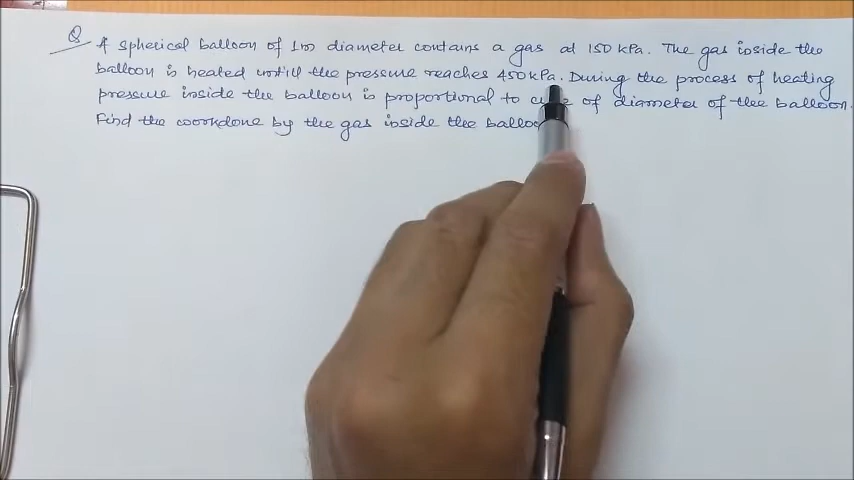 Q A spherical balloon of 1m diameter contains a gas at 150 kPa. The gas inside the
balloon is heated untill the pressure reaches 450 kPa. During the process of heating
pressure inside the balloon is proportional to cube of diameter of the balloon.
Find the workdone by the gas inside the